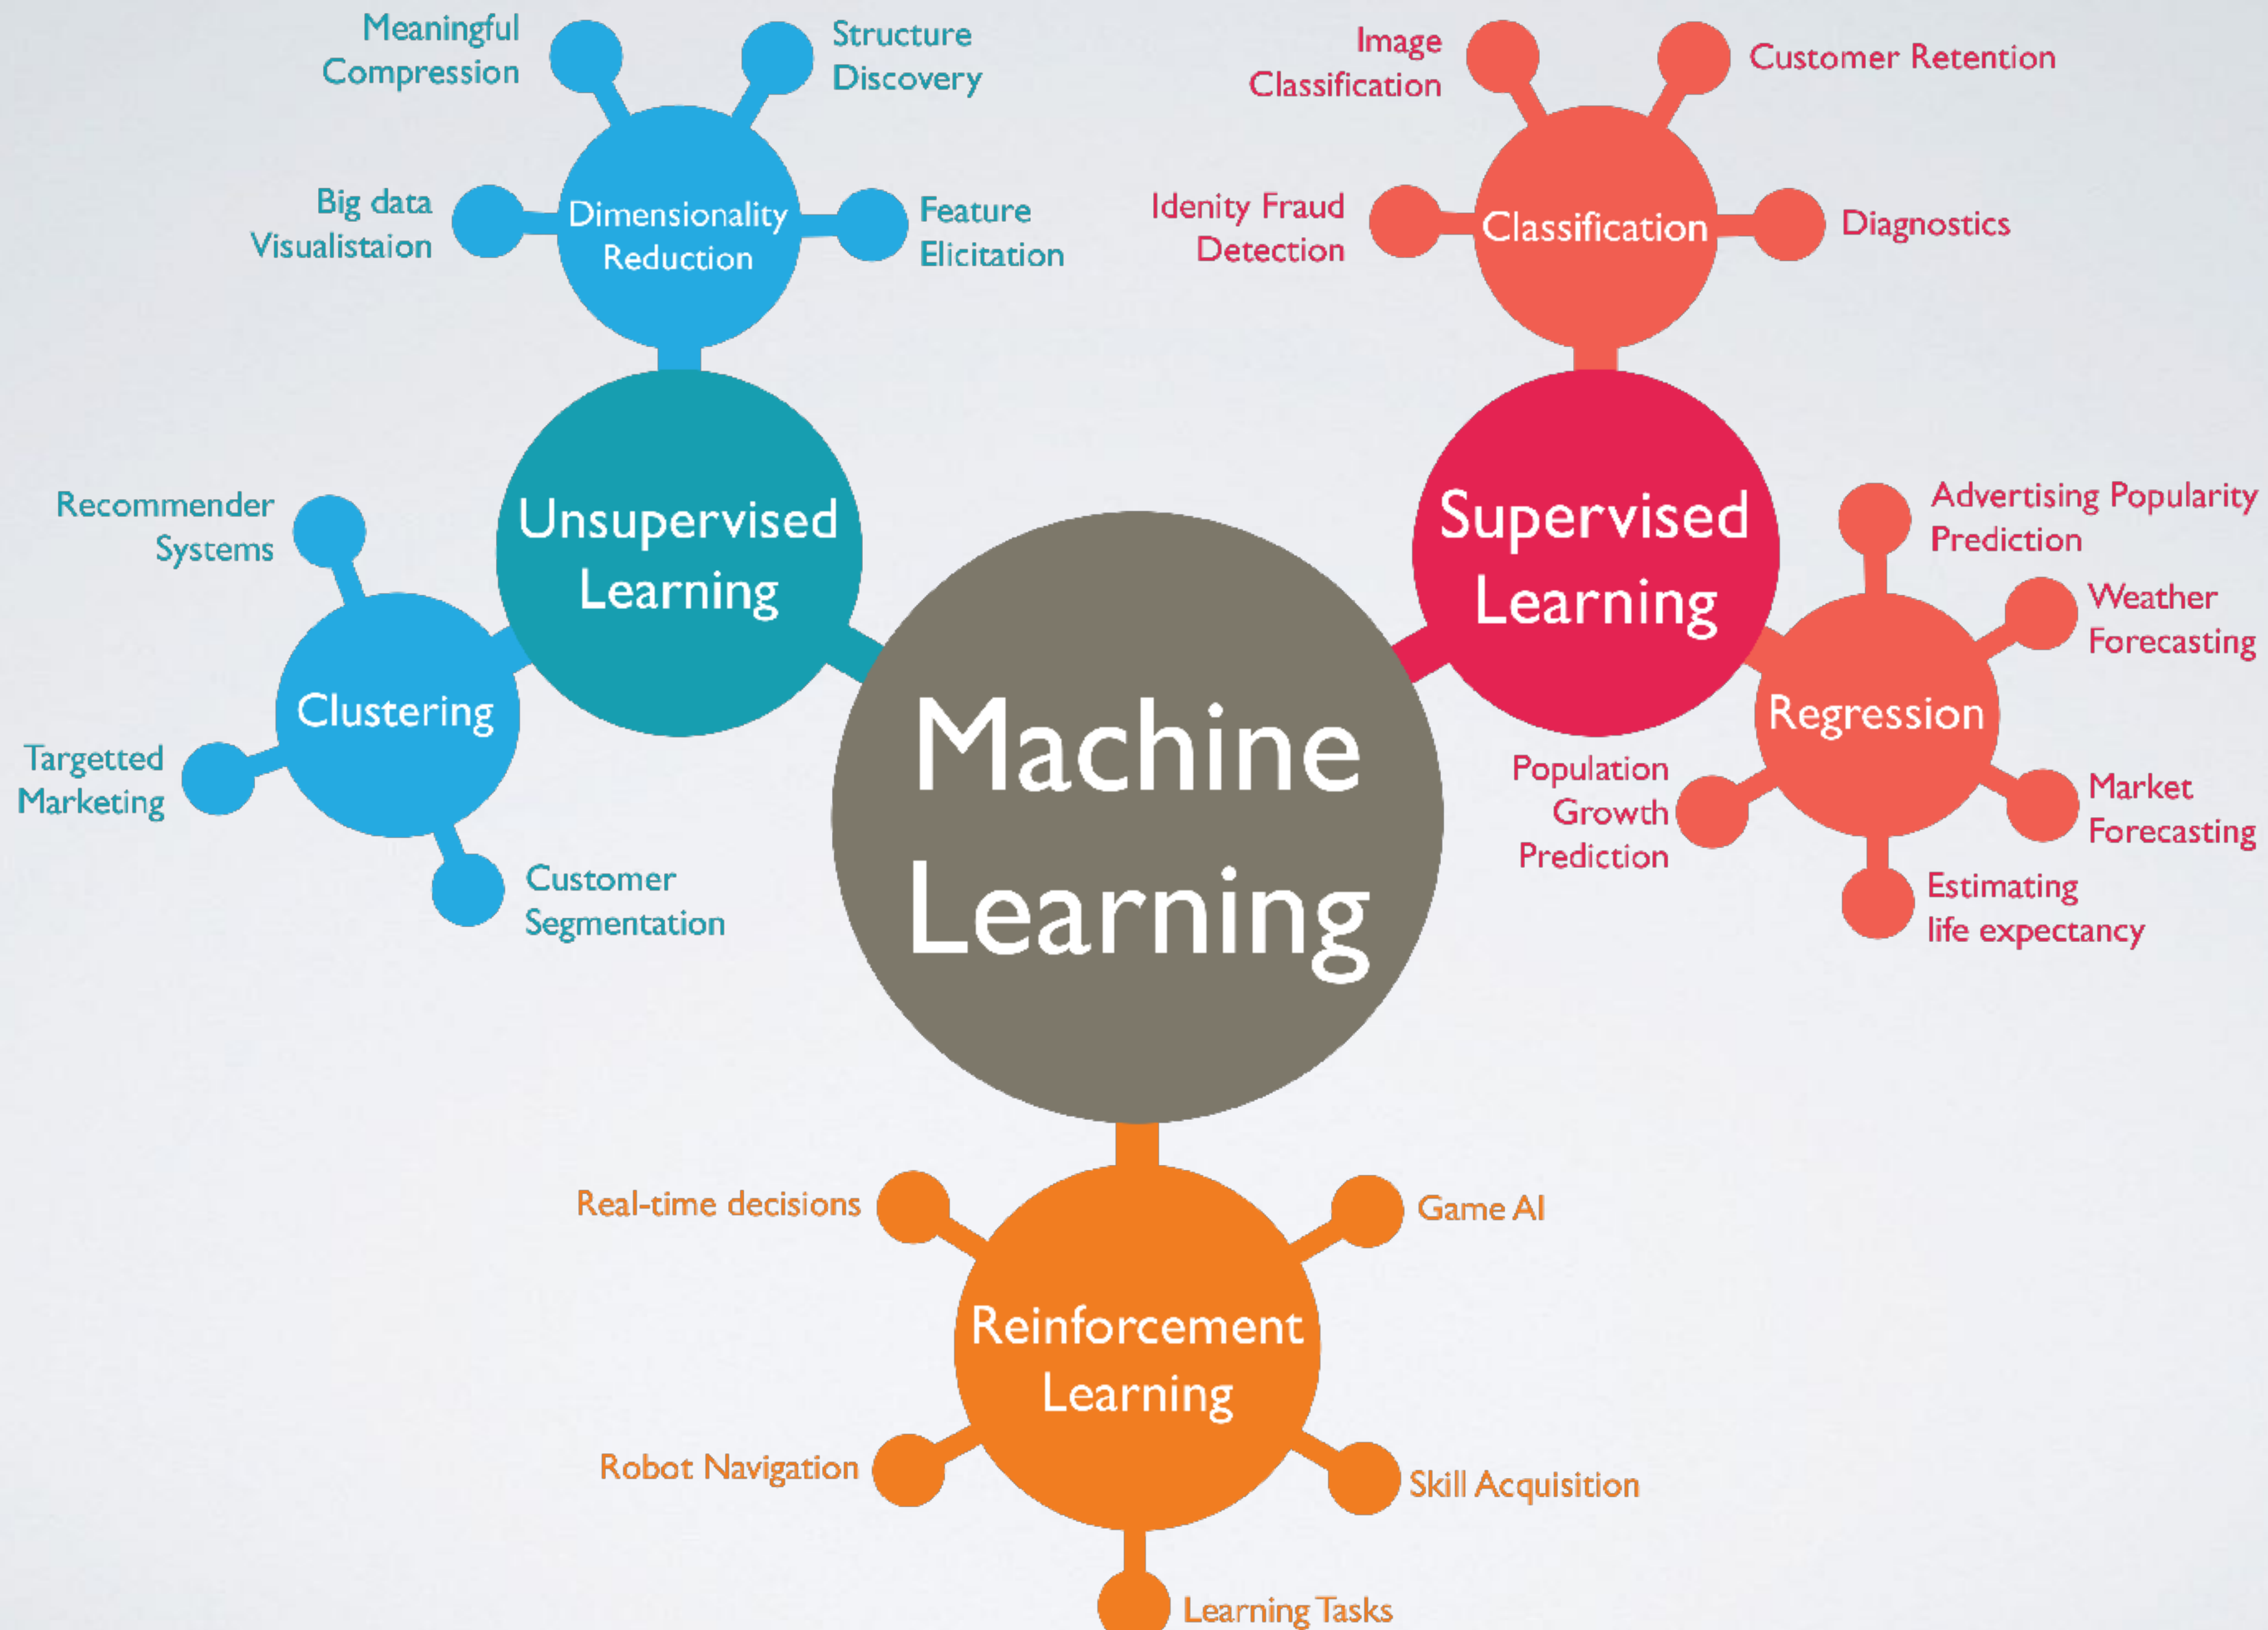 Meaningful
Compression
Structure
Discovery
Big data
Visualistaion
Dimensionality
Reduction
Feature
Elicitation
Image
Classification
Customer Retention
Idenity Fraud
Detection
Classification
Diagnostics
Unsupervised
Learning
Recommender
Systems
Clustering
Targetted
Marketing
Customer
Segmentation
Supervised
Learning
Advertising Popularity
Prediction
Weather
Forecasting
Regression
Population
Growth
Prediction
Market
Forecasting
Estimating
life expectancy
Machine
Learning
Real-time decisions
Game AI
Reinforcement
Learning
Robot Navigation
Skill Acquisition
Learning Tasks